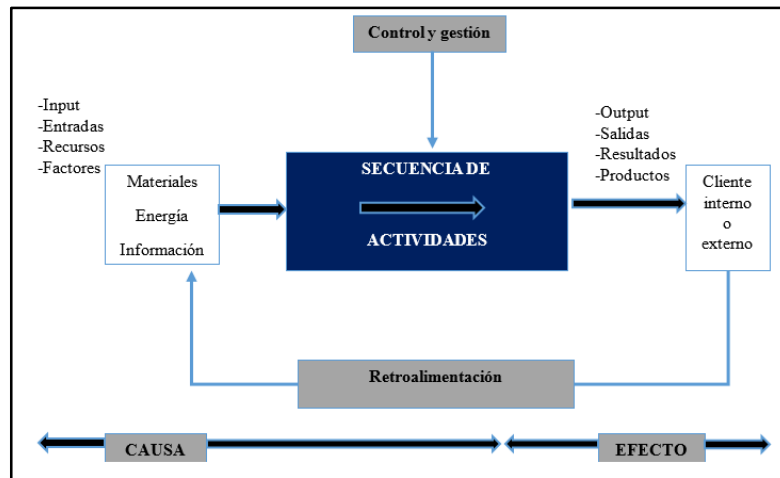 Control y gestión
-Input
-Entradas
-Recursos
-Factores
Materiales
Energía
Información
SECUENCIA DE
ACTIVIDADES
-Output
-Salidas
-Resultados
-Productos
Cliente
interno
o
externo
Retroalimentación
CAUSA
EFECTO